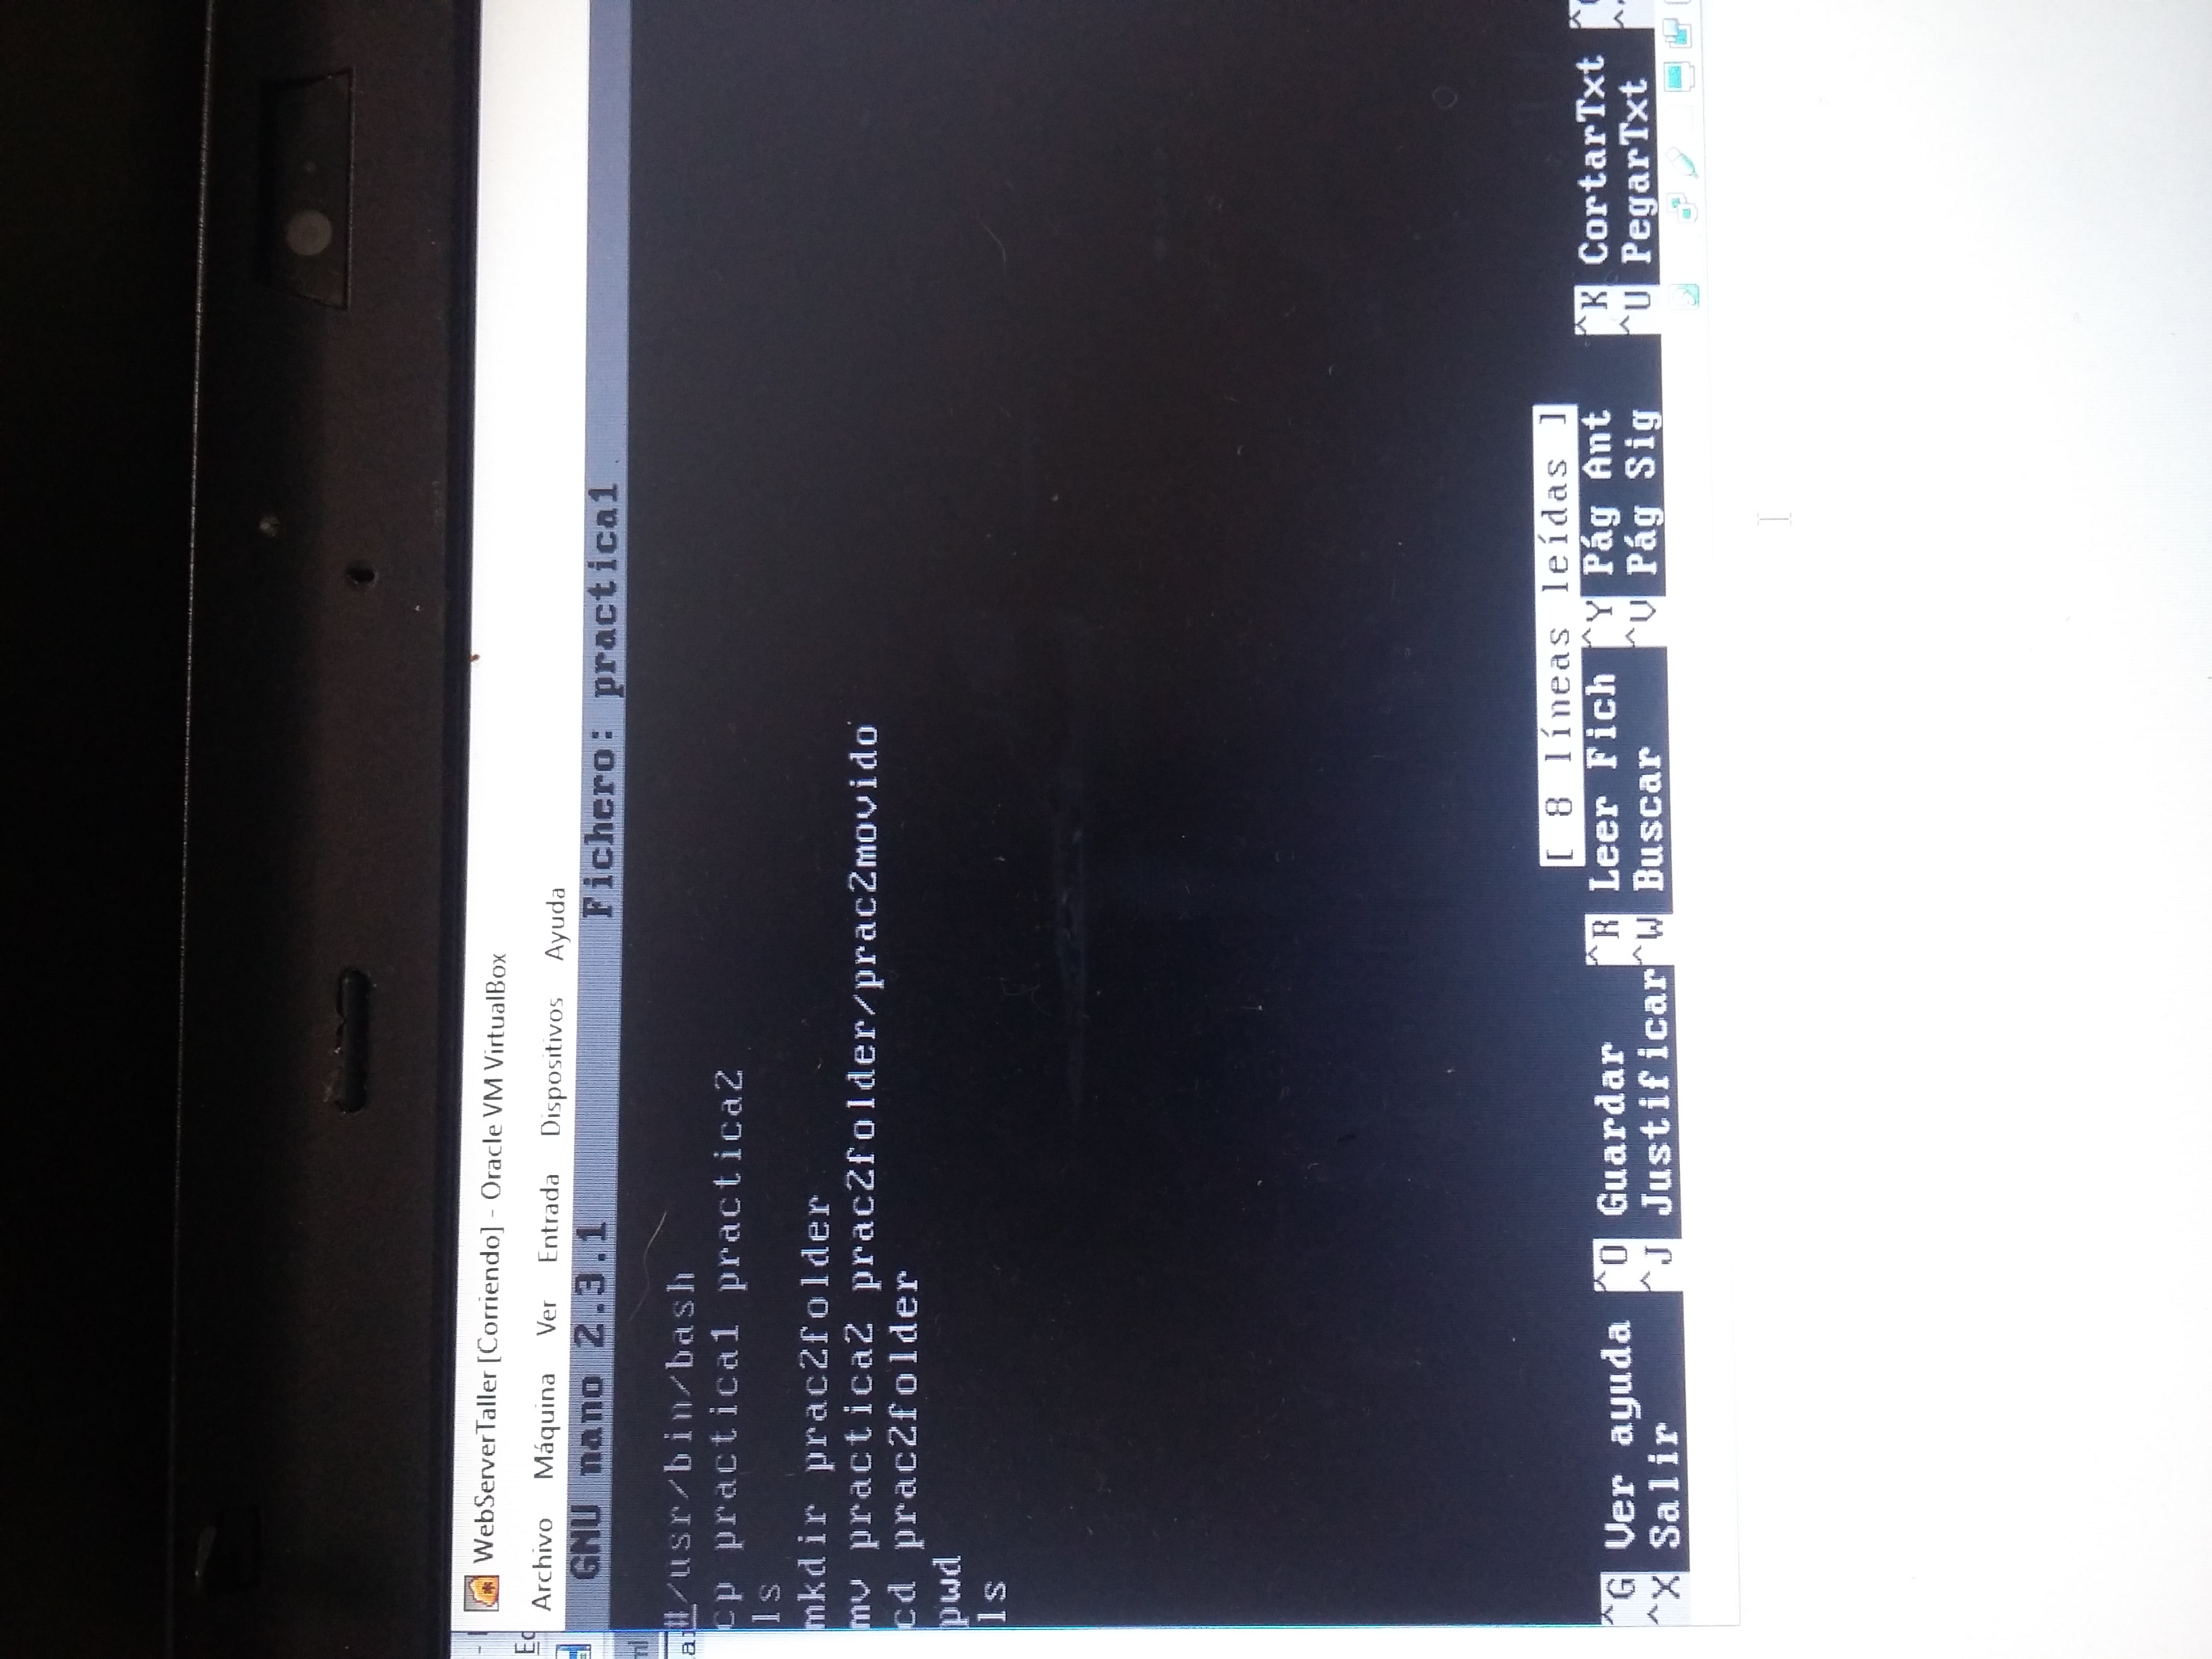 WebServerTaller [Corriendo] - Oracle VM VirtualBox
Archivo Máquina Ver Entrada Dispositivos Ayuda
GNU nano 2.3.1 Fichero: practica1
#/usr/bin/bash
cp practica1 practica2
ls
mkdir prac2folder
mv practica2 prac2folder/prac2movido
cd prac2folder
pwd
ls
[ 8 líneas leídas ]
^G Ver ayuda ^O Guardar ^R Leer Fich ^Y Pág Ant ^K CortarTxt
^X Salir ^J Justificar ^W Buscar ^V Pág Sig ^U PegarTxt